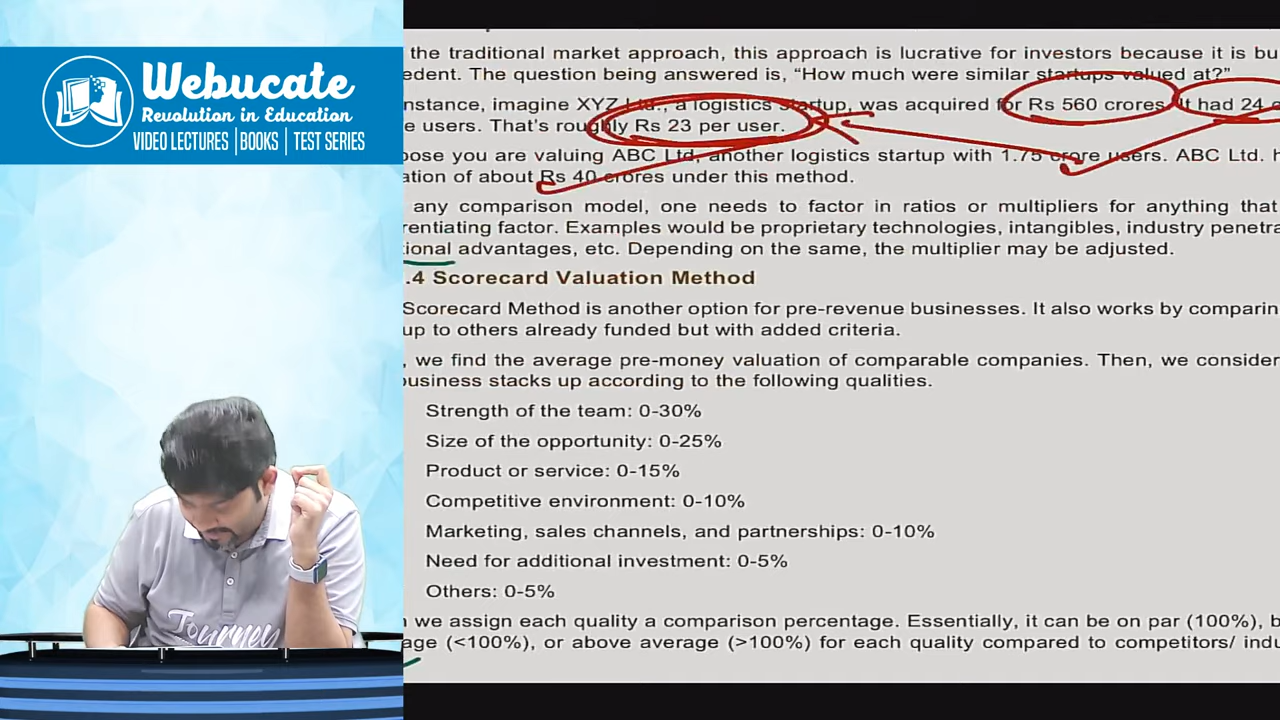 Webucate
Revolution in Education
VIDEO LECTURES | BOOKS | TEST SERIES
the traditional market approach, this approach is lucrative for investors because it is bu
edent. The question being answered is, “How much were similar startups valued at?”
nstance, imagine XYZ Ltd., a logistics startup, was acquired for Rs 560 crores. It had 24 c
e users. That's roughly Rs 23 per user.
ose you are valuing ABC Ltd, another logistics startup with 1.75 crore users. ABC Ltd. h
ation of about Rs 40 crores under this method.
any comparison model, one needs to factor in ratios or multipliers for anything that
rentiating factor. Examples would be proprietary technologies, intangibles, industry penetra
tional advantages, etc. Depending on the same, the multiplier may be adjusted.
.4 Scorecard Valuation Method
Scorecard Method is another option for pre-revenue businesses. It also works by comparin
up to others already funded but with added criteria.
, we find the average pre-money valuation of comparable companies. Then, we consider
business stacks up according to the following qualities.
Strength of the team: 0-30%
Size of the opportunity: 0-25%
Product or service: 0-15%
Competitive environment: 0-10%
Marketing, sales channels, and partnerships: 0-10%
Need for additional investment: 0-5%
Others: 0-5%
n we assign each quality a comparison percentage. Essentially, it can be on par (100%), b
age (<100%), or above average (>100%) for each quality compared to competitors/ indu
Journey